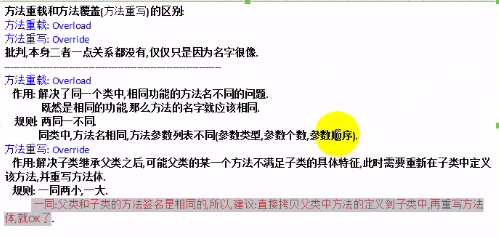 方法重载和方法覆盖(方法重写)的区别:
方法重载: Overload
方法重写: Override
批判,本身二者一点关系都没有,仅仅只是因为名字很像.
------------------------------------------------------------
方法重载: Overload
作用: 解决了同一个类中,相同功能的方法名不同的问题.
既然是相同的功能,那么方法的名字就应该相同.
规则: 两同一不同.
同类中,方法名相同,方法参数列表不同(参数类型,参数个数,参数顺序).
方法重写: Override
作用:解决子类继承父类之后,可能父类的某一个方法不满足子类的具体特征,此时需要重新在子类中定义
该方法,并重写方法体.
规则: 一同两小,一大.
一同:父类和子类的方法签名是相同的,所以,建议:直接拷贝父类中方法的定义到子类中,再重写方法
体,就OK了.